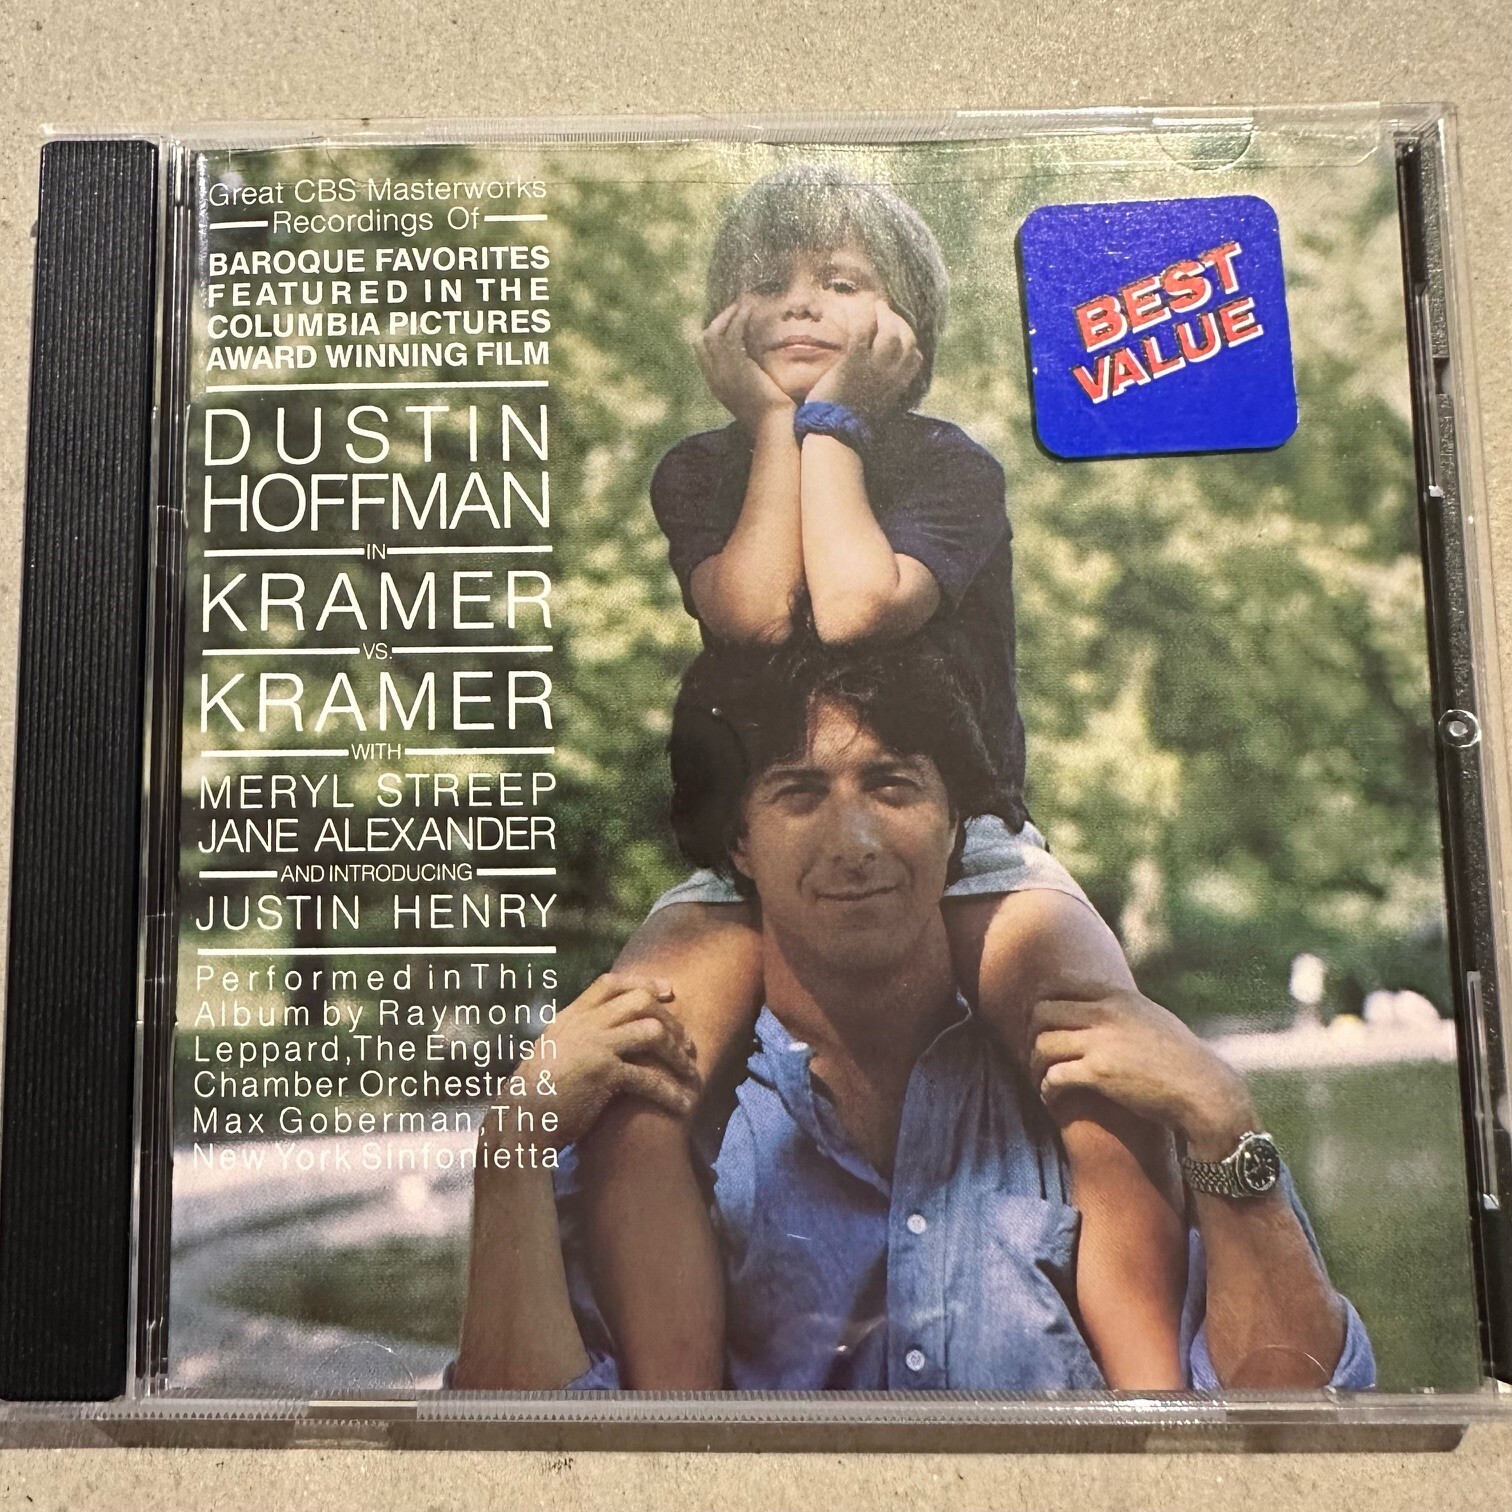 Great CBS Masterworks
Recordings Of
BAROQUE FAVORITES
FEATURED IN THE
COLUMBIA PICTURES
AWARD WINNING FILM
DUSTIN
HOFFMAN
IN
KRAMER
VS.
KRAMER
WITH
MERYL STREEP
JANE ALEXANDER
AND INTRODUCING
JUSTIN HENRY
Performed in This
Album by Raymond
Leppard, The English
Chamber Orchestra &
Max Goberman, The
New York Sinfonietta
BEST
VALUE